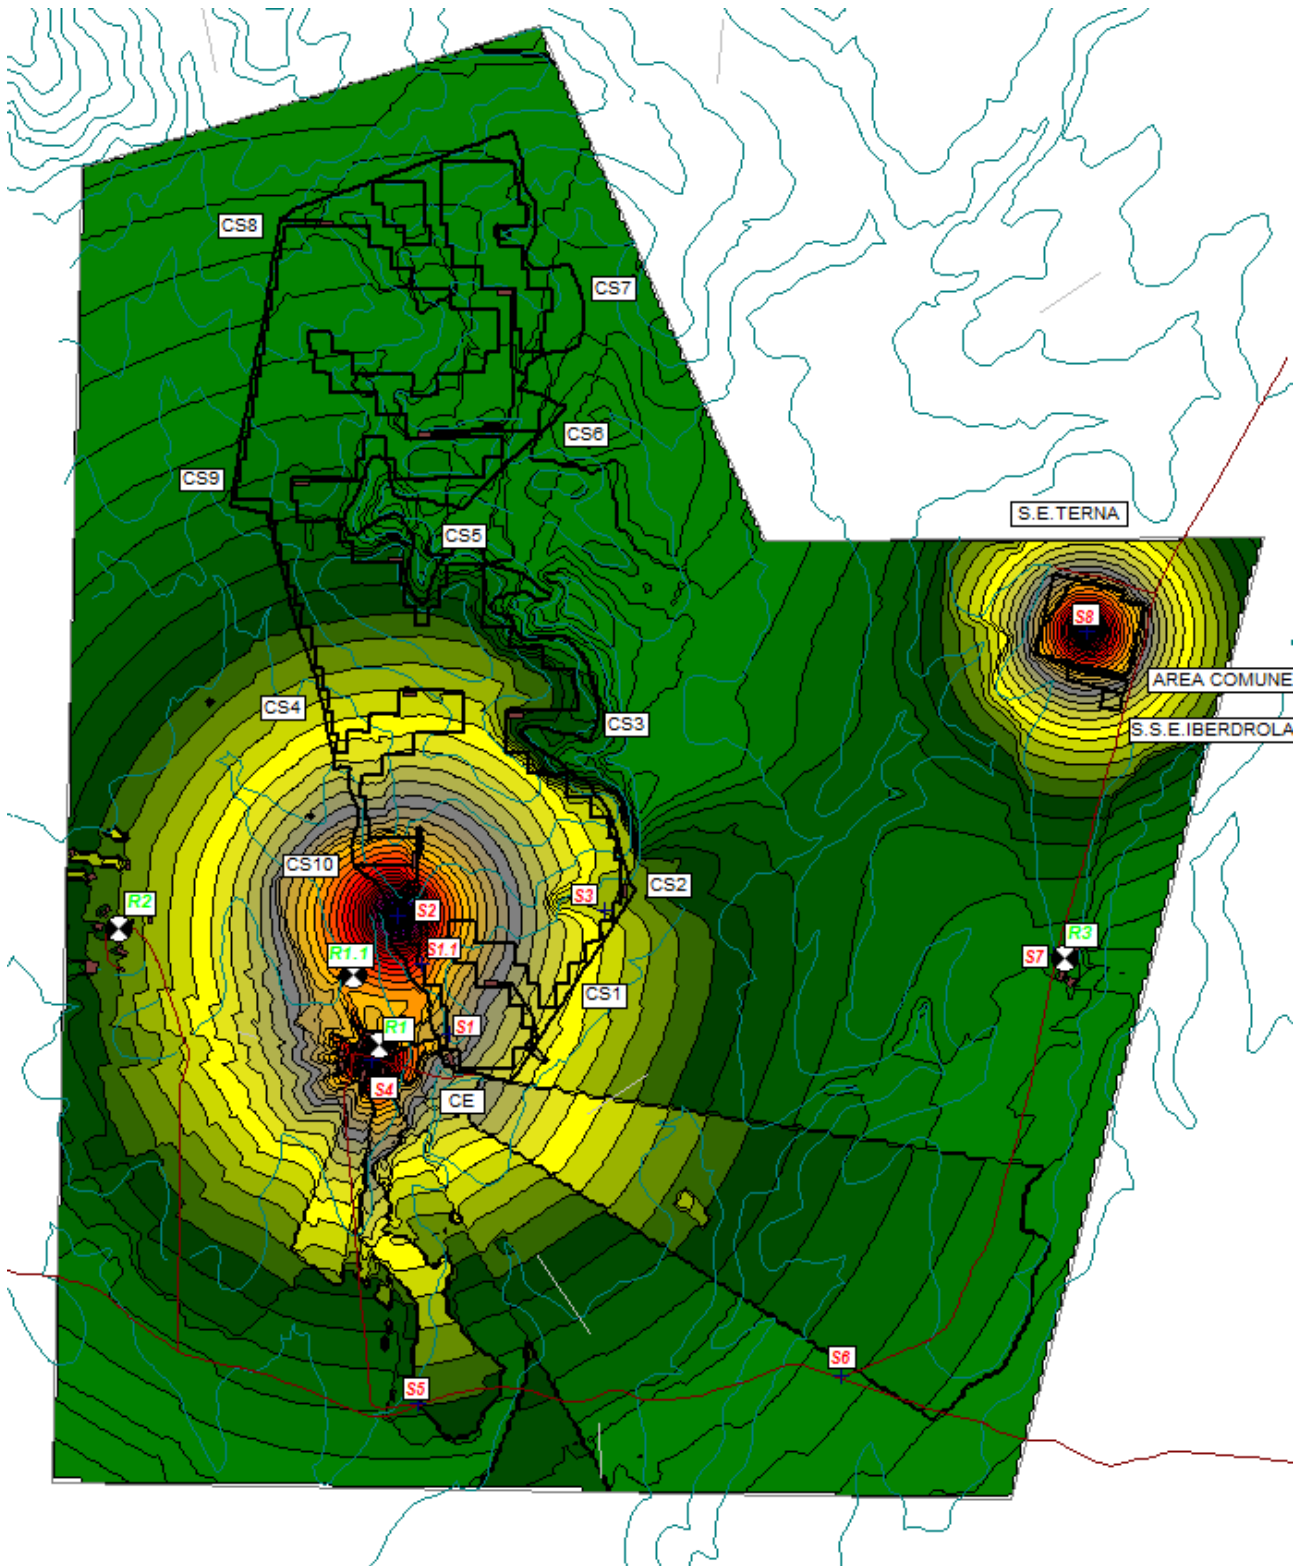 CS8
CS7
CS6
CS9
S.E.TERNA
CS5
S8
AREA COMUNE
CS4
CS3
S.S.E.IBERDROLA
CS10
CS2
S3
R2
S2
R3
R1.1
S1.1
S7
CS1
R1
S1
S4
CE
S6
S5